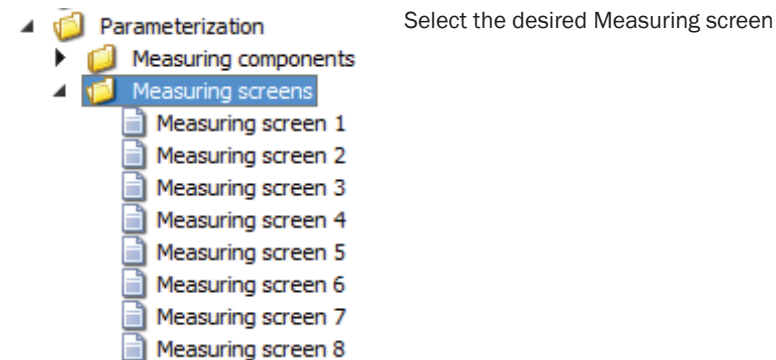 Parameterization
Select the desired Measuring screen
Measuring components
Measuring screens
Measuring screen 1
Measuring screen 2
Measuring screen 3
Measuring screen 4
Measuring screen 5
Measuring screen 6
Measuring screen 7
Measuring screen 8